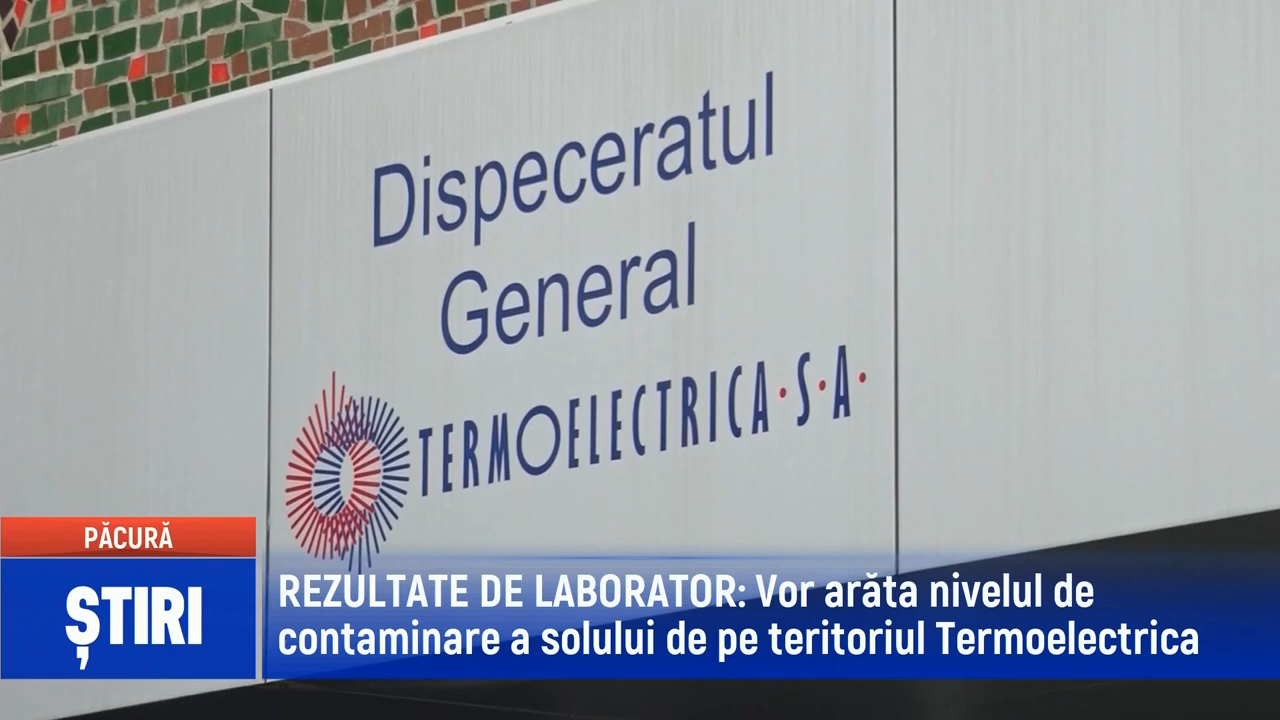 Dispeceratul
General
TERMOELECTRICA·S·A·
PĂCURĂ
ȘTIRI
REZULTATE DE LABORATOR: Vor arăta nivelul de
contaminare a solului de pe teritoriul Termoelectrica